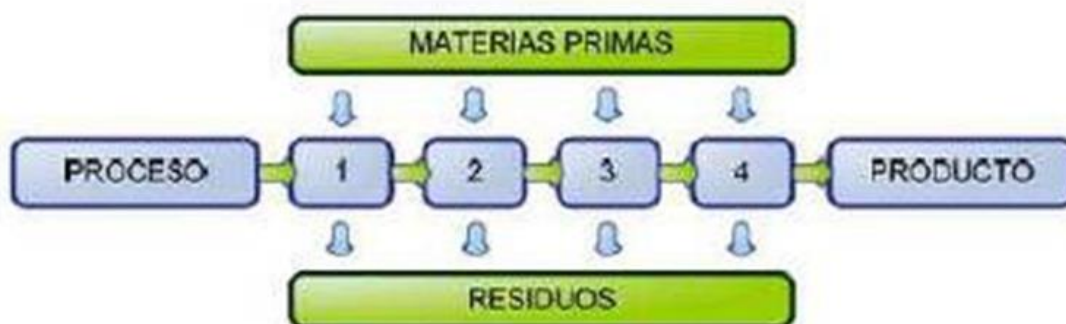 MATERIAS PRIMAS
PROCESO 1 2 3 4 PRODUCTO
RESIDUOS